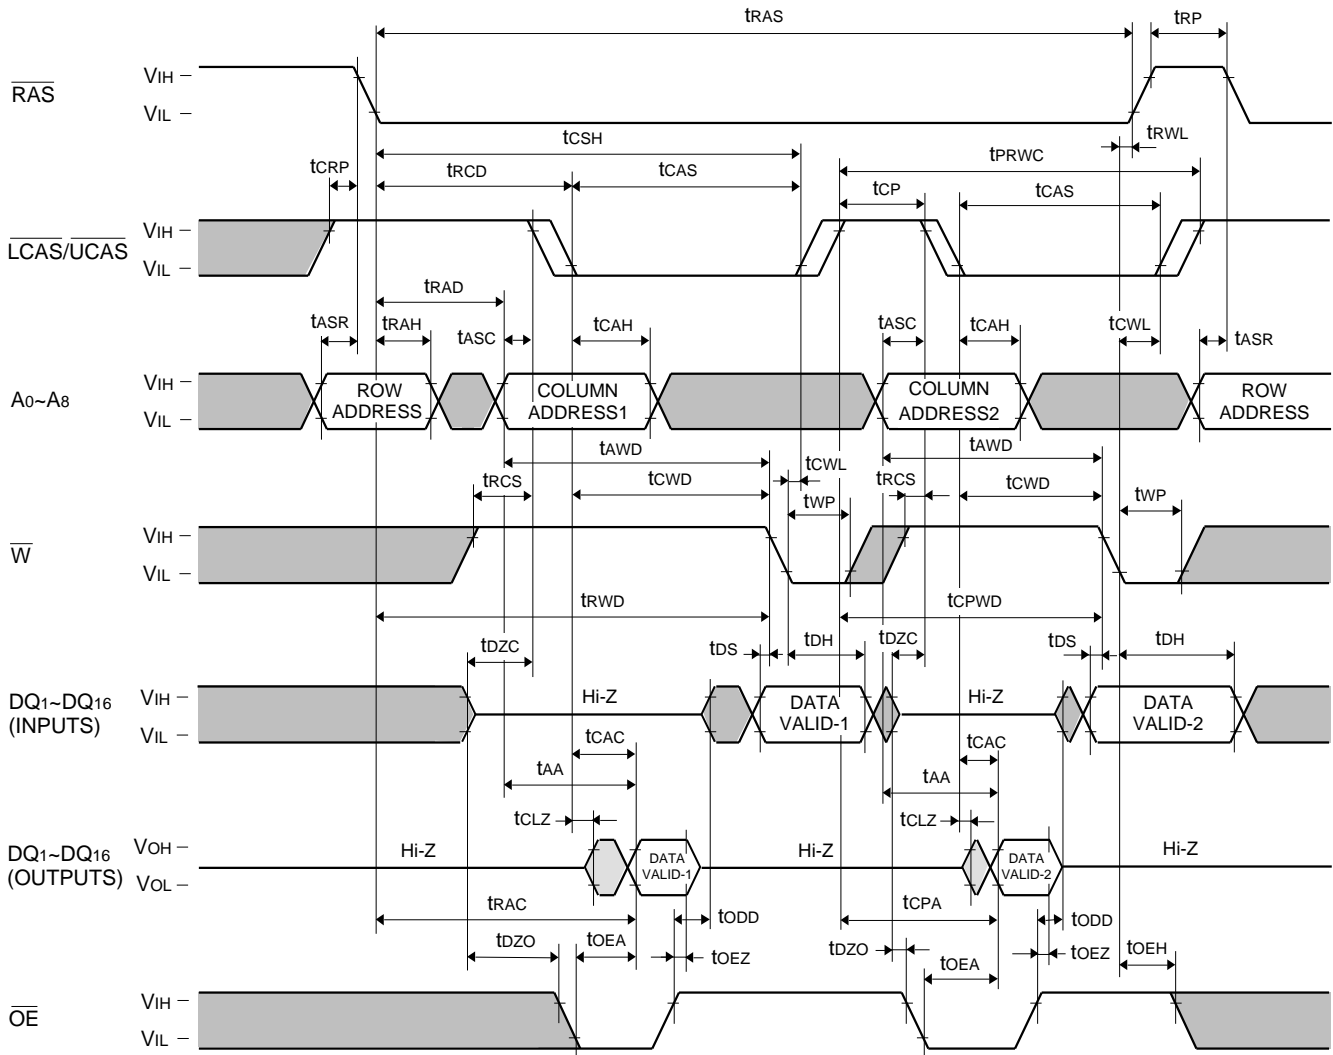 tRAS
tRP
RAS
VIH
VIL
tRWL
tCSH
tPRWC
tCRP
tRCD
tCAS
tCP
tCAS
LCAS/UCAS
VIH
VIL
tRAD
tASR
tRAH
tASC
tCAH
tASC
tCAH
tCWL
tASR
A0~A8
VIH
VIL
ROW
ADDRESS
COLUMN
ADDRESS1
COLUMN
ADDRESS2
ROW
ADDRESS
tAWD
tCWL
tAWD
tRCS
tCWD
tWP
tRCS
tCWD
tWP
W
VIH
VIL
tRWD
tCPWD
tDZC
tDS
tDH
tDZC
tDS
tDH
DQ1~DQ16
(INPUTS)
VIH
VIL
Hi-Z
DATA
VALID-1
Hi-Z
DATA
VALID-2
tCAC
tCAC
tAA
tAA
tCLZ
tCLZ
DQ1~DQ16
(OUTPUTS)
VOH
VOL
Hi-Z
DATA
VALID-1
Hi-Z
DATA
VALID-2
Hi-Z
tRAC
tODD
tCPA
tODD
tDZO
tOEA
tOEZ
tDZO
tOEA
tOEZ
tOEH
OE
VIH
VIL